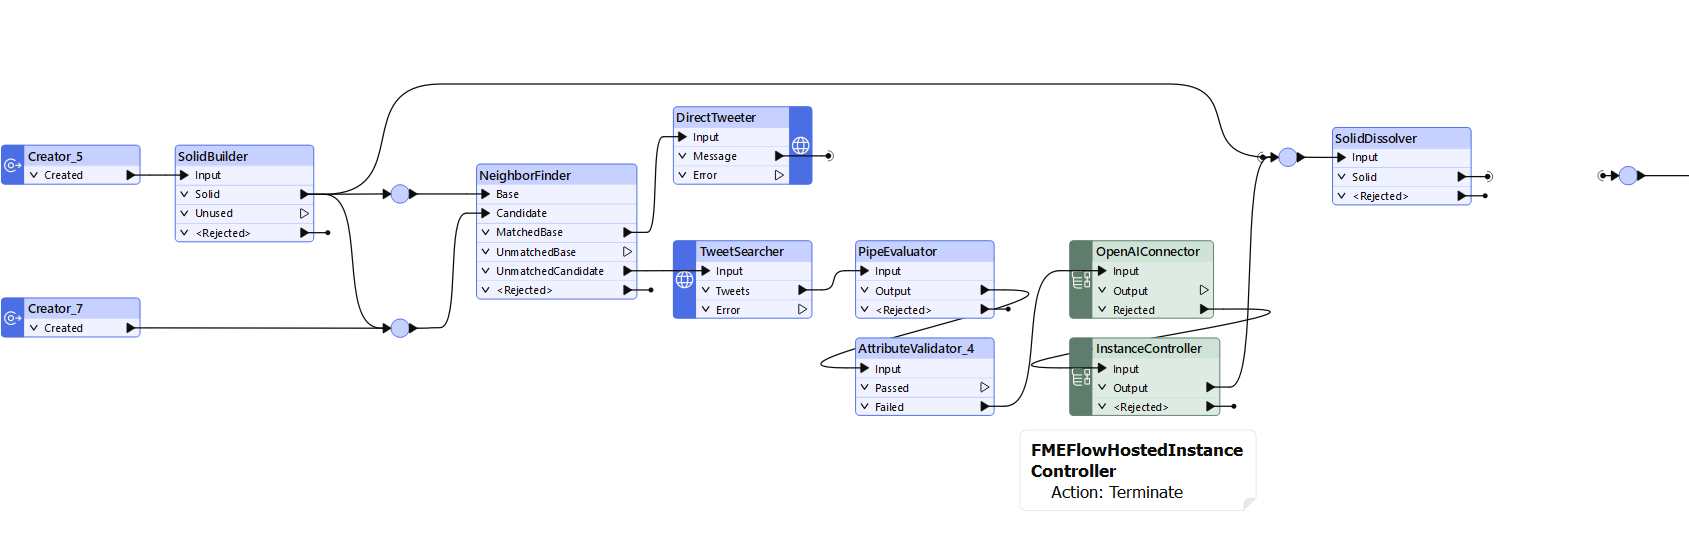 Creator_5
Created
SolidBuilder
Input
Solid
Unused
<Rejected>
Creator_7
Created
NeighborFinder
Base
Candidate
MatchedBase
UnmatchedBase
UnmatchedCandidate
<Rejected>
DirectTweeter
Input
Message
Error
TweetSearcher
Input
Tweets
Error
PipeEvaluator
Input
Output
<Rejected>
AttributeValidator_4
Input
Passed
Failed
OpenAIConnector
Input
Output
Rejected
InstanceController
Input
Output
<Rejected>
FMEFlowHostedInstance
Controller
Action: Terminate
SolidDissolver
Input
Solid
<Rejected>